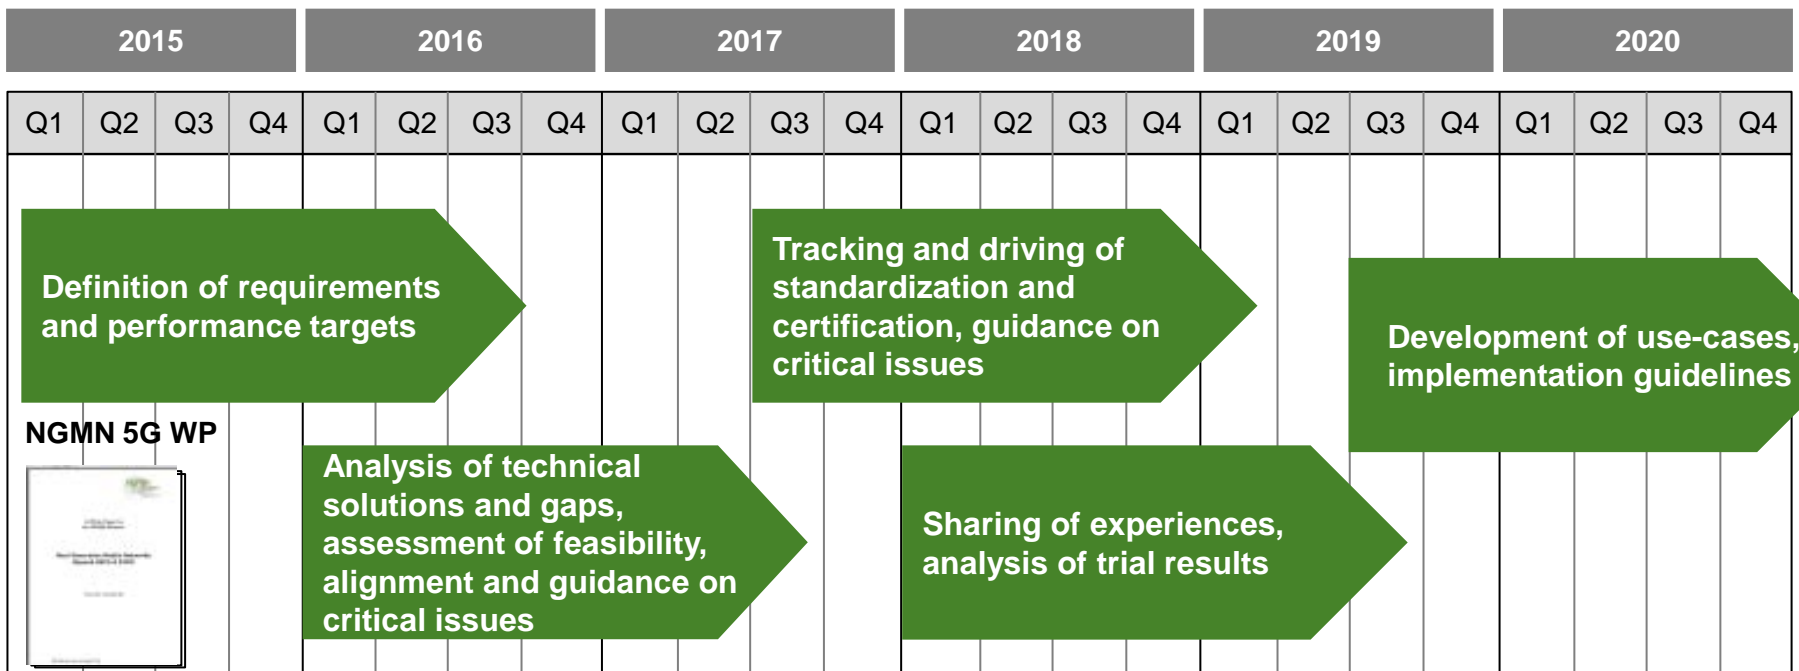 2015 2016 2017 2018 2019 2020
Q1 Q2 Q3 Q4 Q1 Q2 Q3 Q4 Q1 Q2 Q3 Q4 Q1 Q2 Q3 Q4 Q1 Q2 Q3 Q4 Q1 Q2 Q3 Q4
Definition of requirements
and performance targets
Tracking and driving of
standardization and
certification, guidance on
critical issues
Development of use-cases,
implementation guidelines
NGMN 5G WP
Analysis of technical
solutions and gaps,
assessment of feasibility,
alignment and guidance on
critical issues
Sharing of experiences,
analysis of trial results